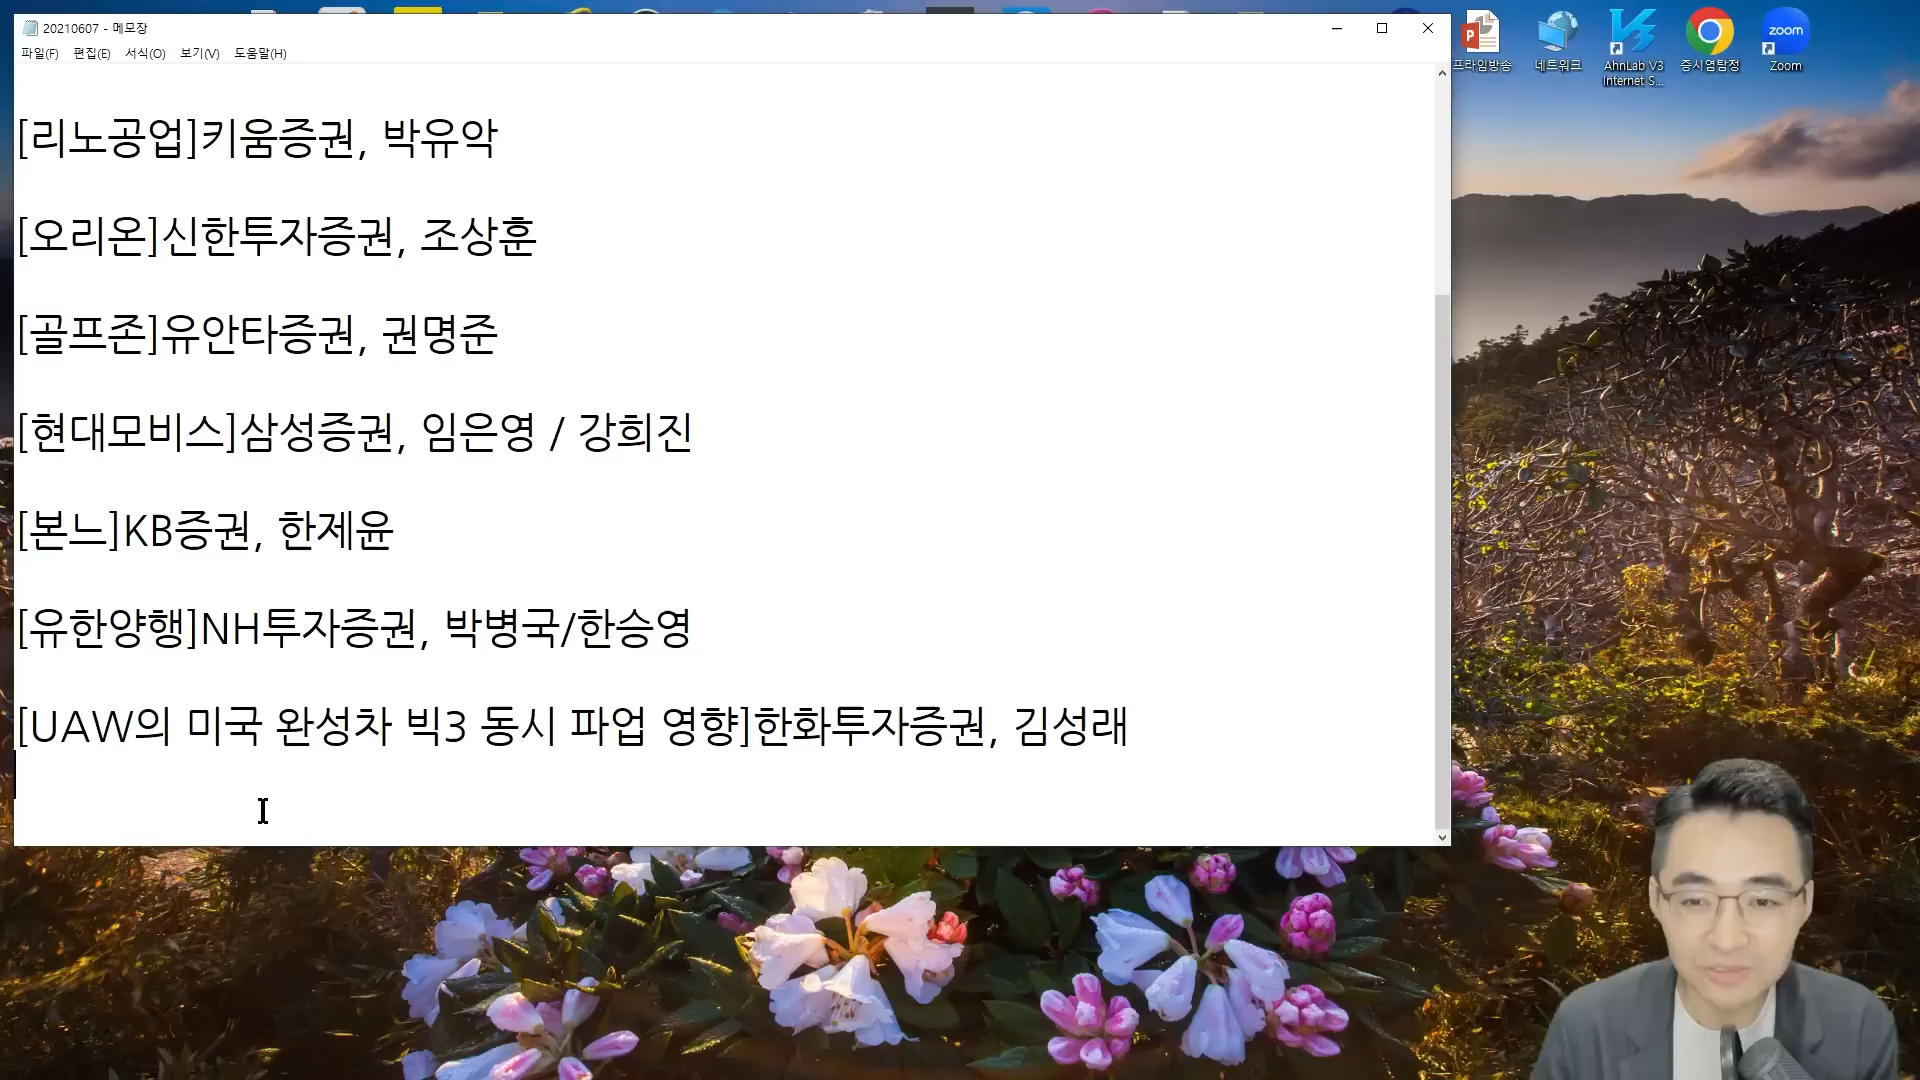 20210607 - 메모장
파일(F) 편집(E) 서식(O) 보기(V) 도움말(H)
[리노공업]키움증권, 박유악
[오리온]신한투자증권, 조상훈
[골프존]유안타증권, 권명준
[현대모비스]삼성증권, 임은영 / 강희진
[본느]KB증권, 한제윤
[유한양행]NH투자증권, 박병국/한승영
[UAW의 미국 완성차 빅3 동시 파업 영향]한화투자증권, 김성래
프라임방송
네트워크
AhnLab V3
Internet S...
증시염탐정
zoom
Zoom